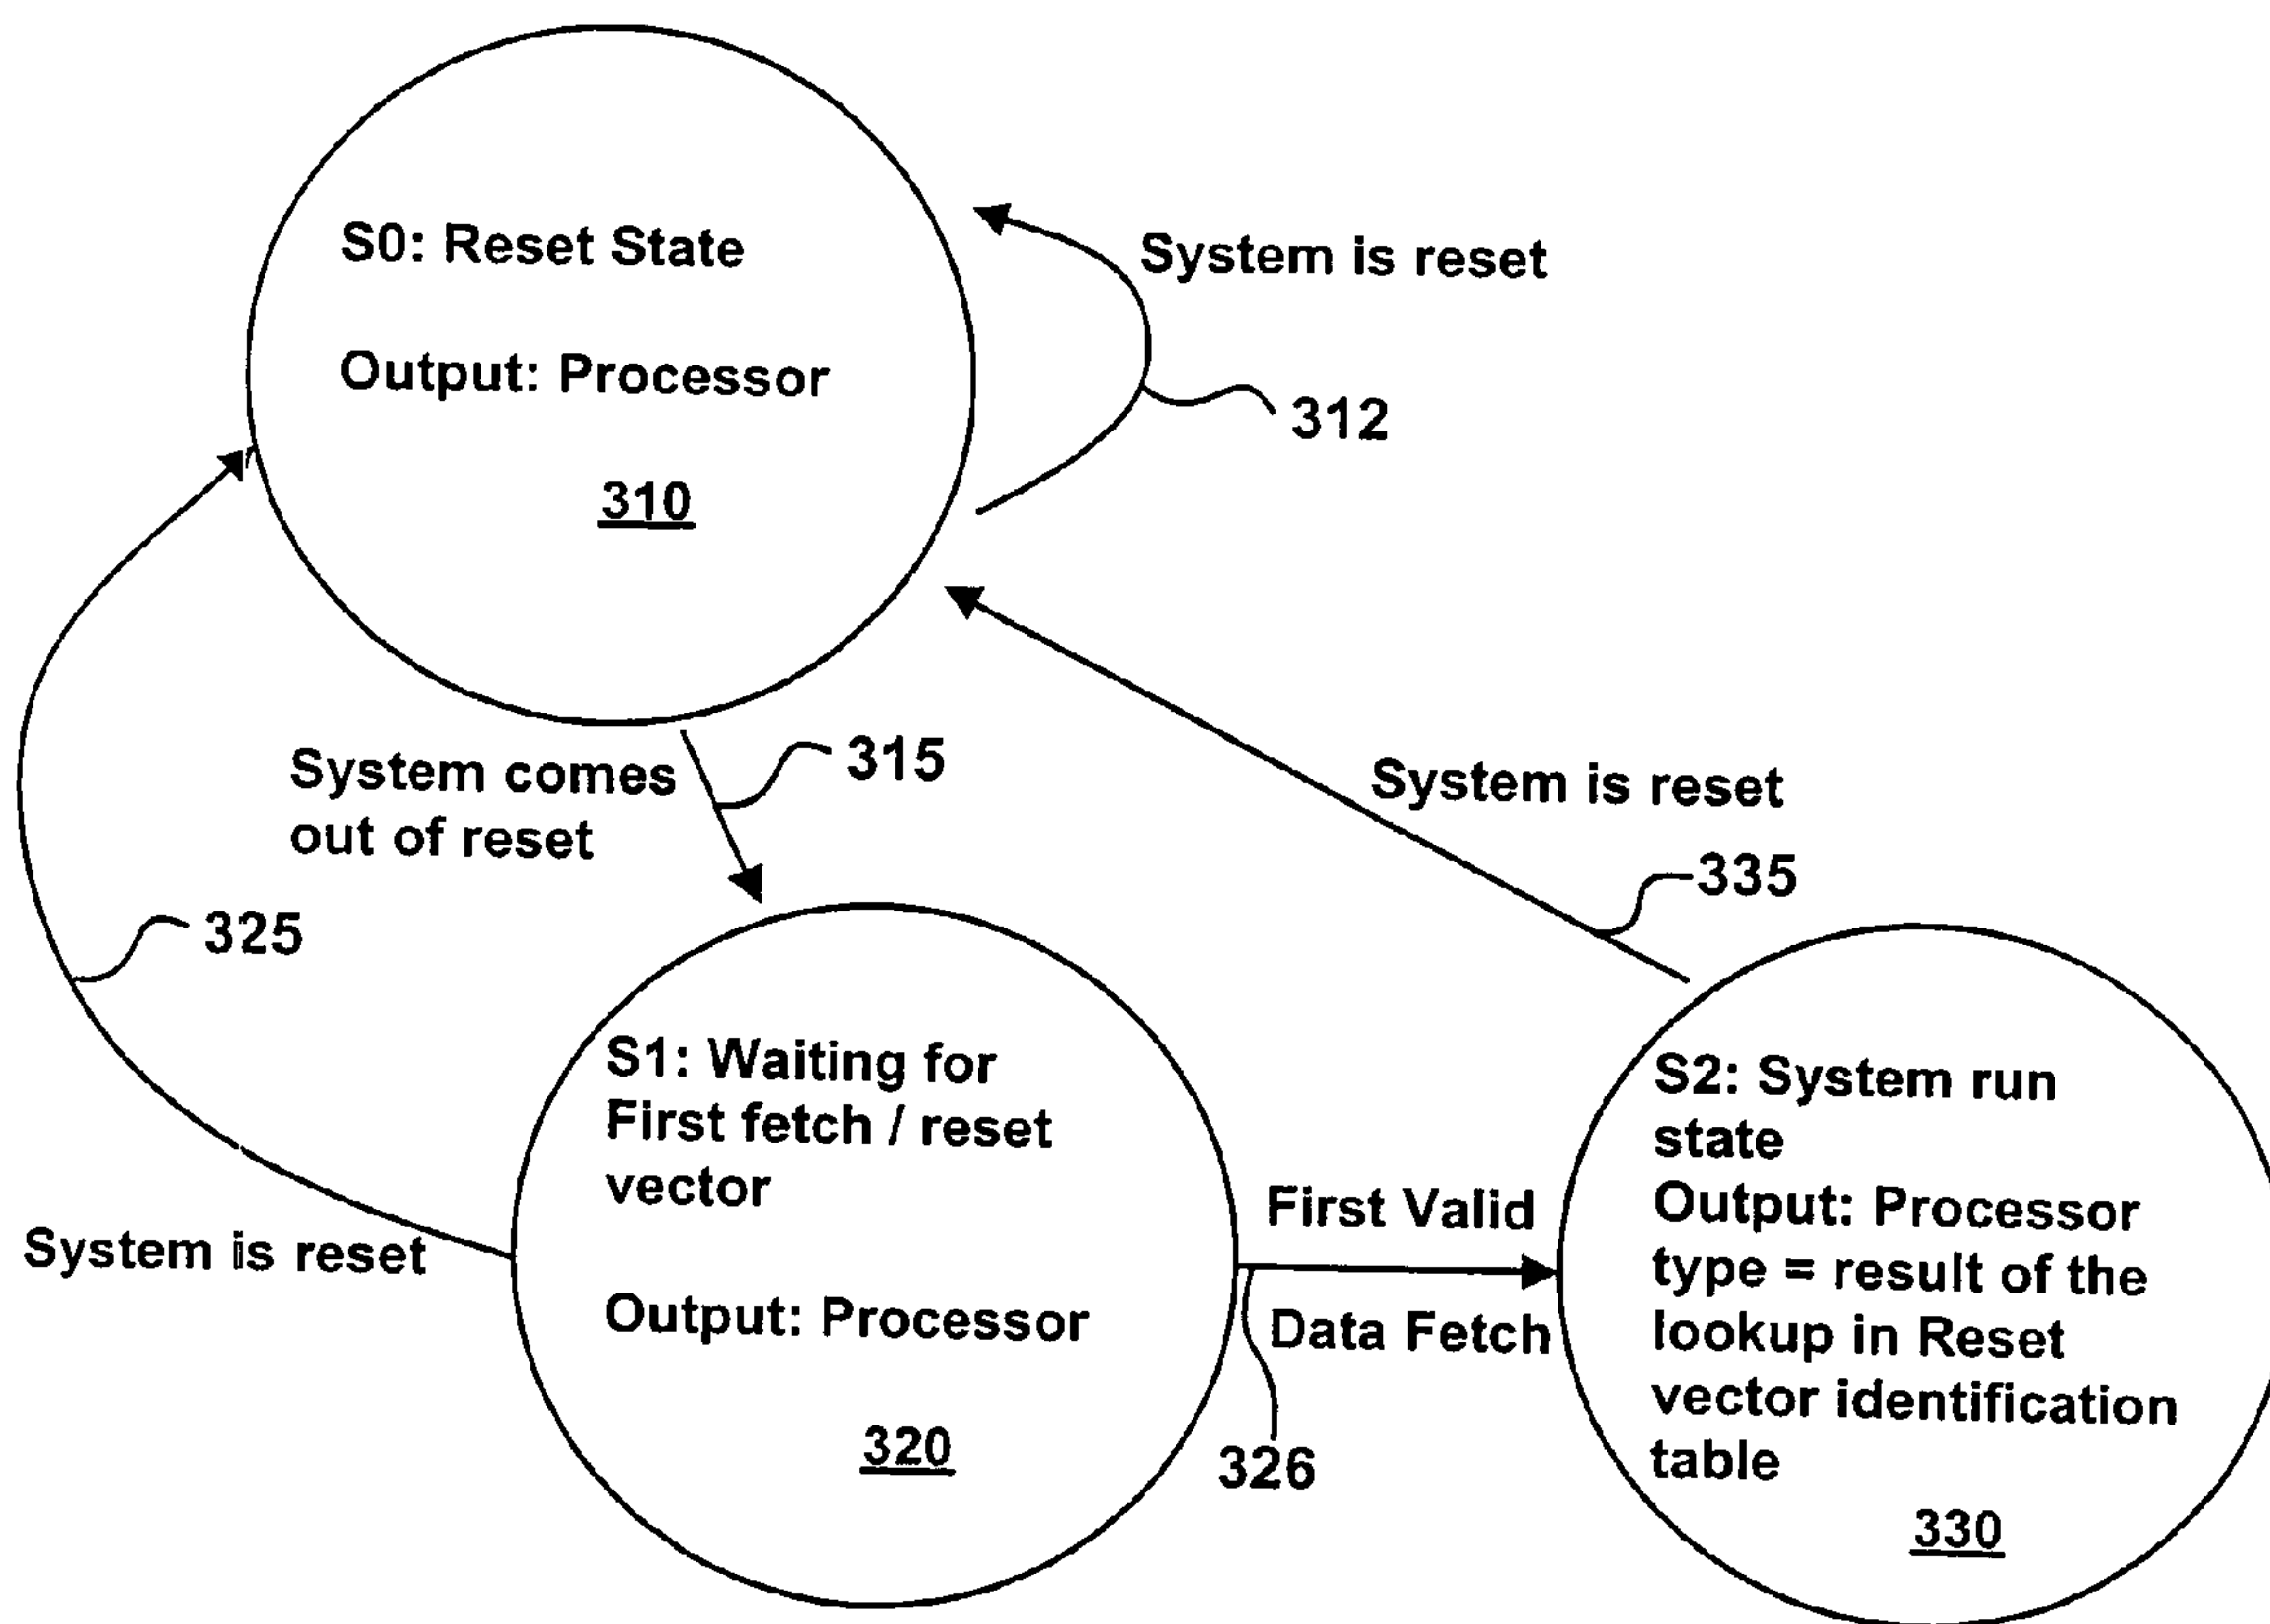 S0: Reset State
Output: Processor
310
System is reset
312
System comes
out of reset
315
System is reset
335
325
System is reset
S1: Waiting for
First fetch / reset
vector
Output: Processor
320
First Valid
Data Fetch
326
S2: System run
state
Output: Processor
type = result of the
lookup in Reset
vector identification
table
330